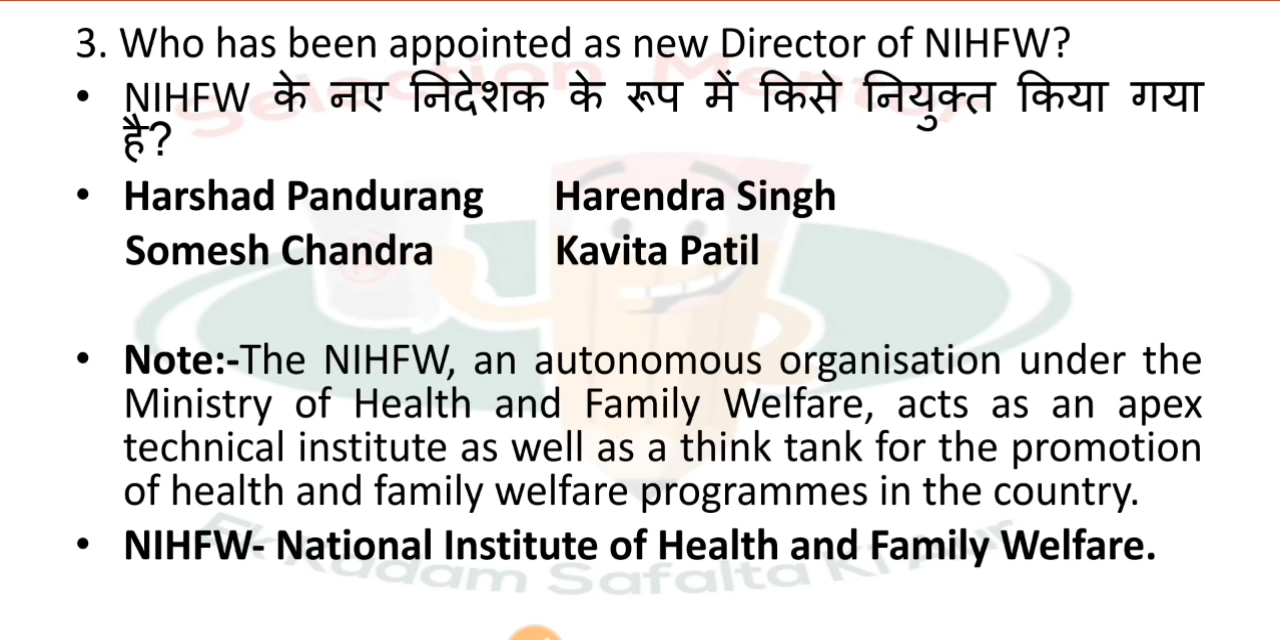 3. Who has been appointed as new Director of NIHFW?
• NIHFW के नए निदेशक के रूप में किसे नियुक्त किया गया
है?
• Harshad Pandurang Harendra Singh
Somesh Chandra Kavita Patil
• Note:-The NIHFW, an autonomous organisation under the
Ministry of Health and Family Welfare, acts as an apex
technical institute as well as a think tank for the promotion
of health and family welfare programmes in the country.
• NIHFW- National Institute of Health and Family Welfare.